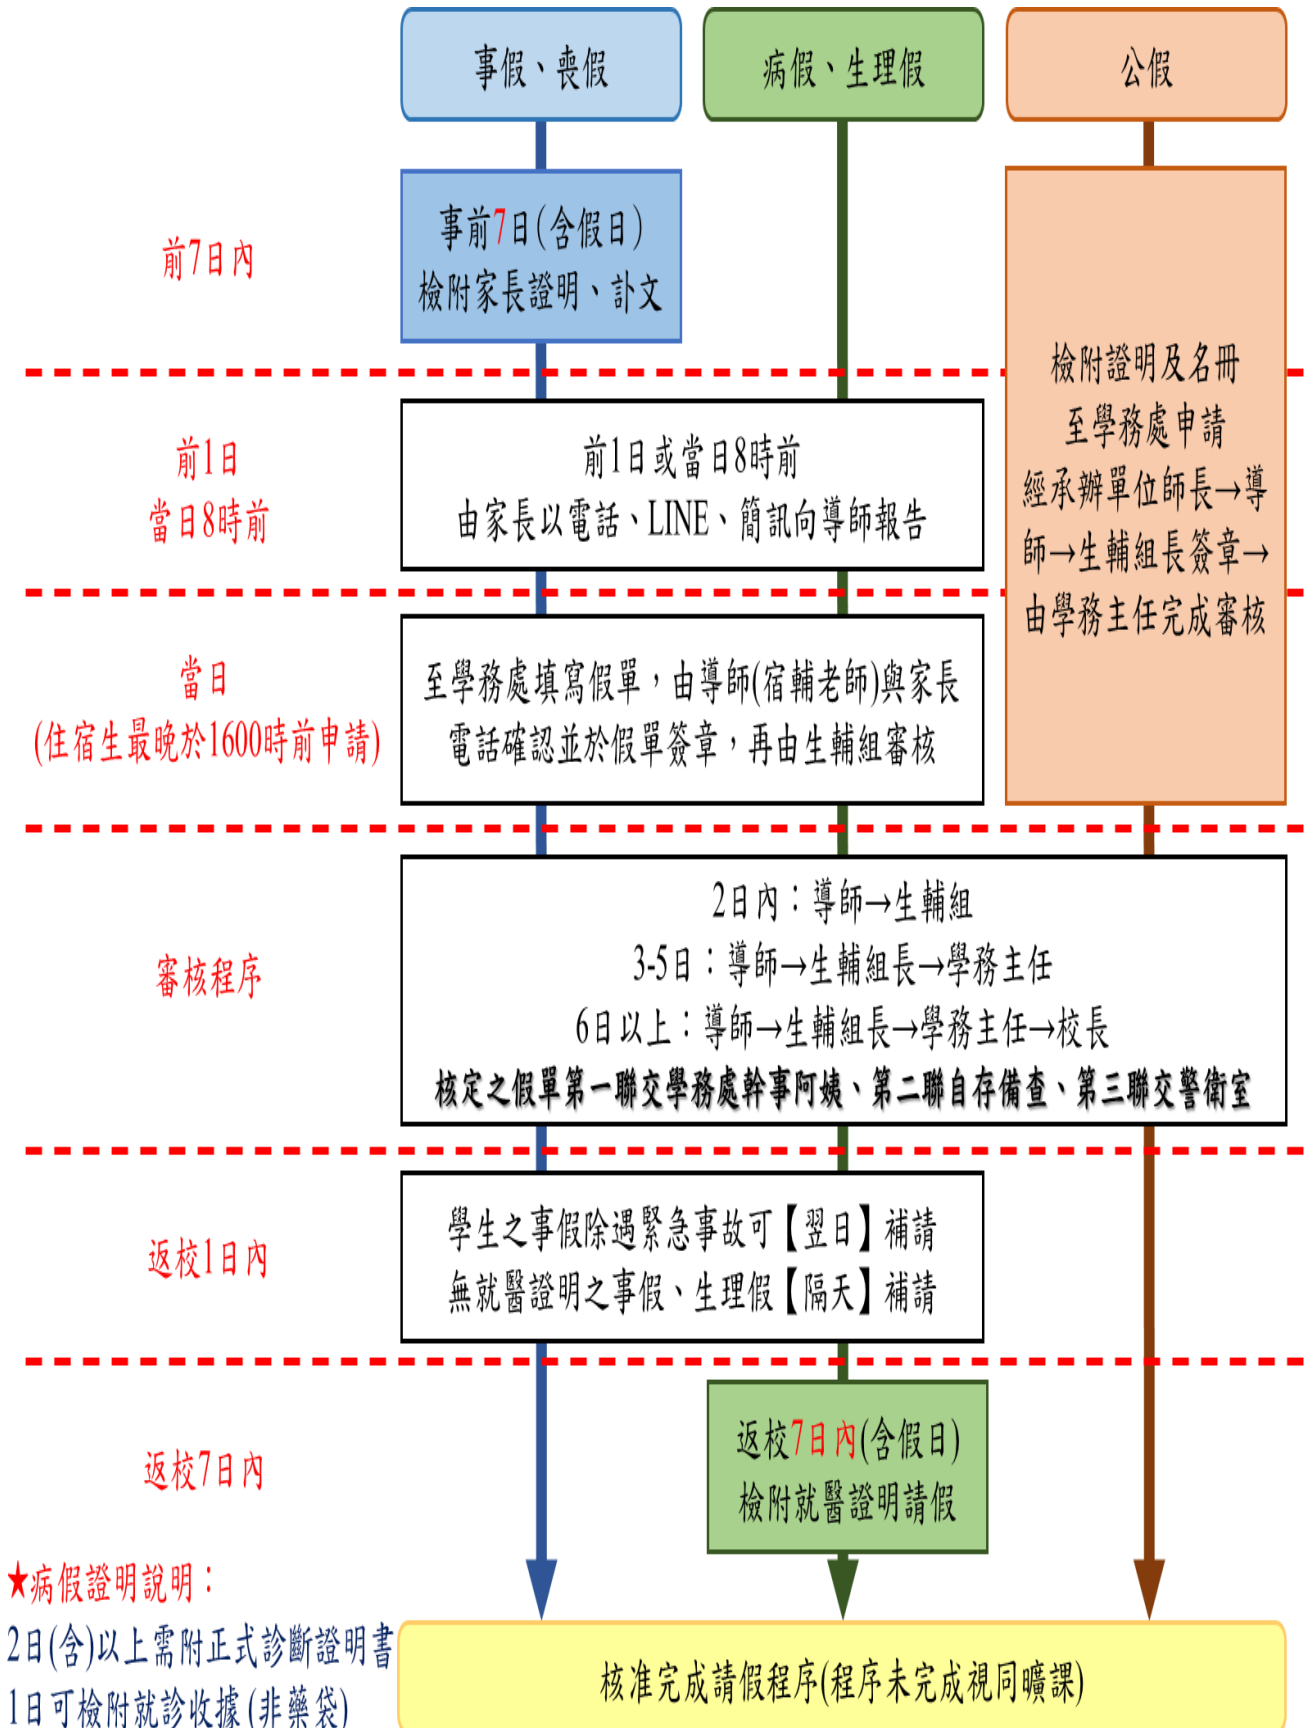 事假、喪假
病假、生理假
公假
前7日內
事前7日(含假日)
檢附家長證明、訃文
檢附證明及名冊
至學務處申請
經承辦單位師長→導
師→生輔組長簽章→
由學務主任完成審核
前1日
當日8時前
前1日或當日8時前
由家長以電話、LINE、簡訊向導師報告
當日
(住宿生最晚於1600時前申請)
至學務處填寫假單，由導師(宿輔老師)與家長
電話確認並於假單簽章，再由生輔組審核
審核程序
2日內：導師→生輔組
3-5日：導師→生輔組長→學務主任
6日以上：導師→生輔組長→學務主任→校長
核定之假單第一聯交學務處幹事阿姨、第二聯自存備查、第三聯交警衛室
返校1日內
學生之事假除遇緊急事故可【翌日】補請
無就醫證明之事假、生理假【隔天】補請
返校7日內
返校7日內(含假日)
檢附就醫證明請假
★病假證明說明：
2日(含)以上需附正式診斷證明書
1日可檢附就診收據(非藥袋)
核准完成請假程序(程序未完成視同曠課)